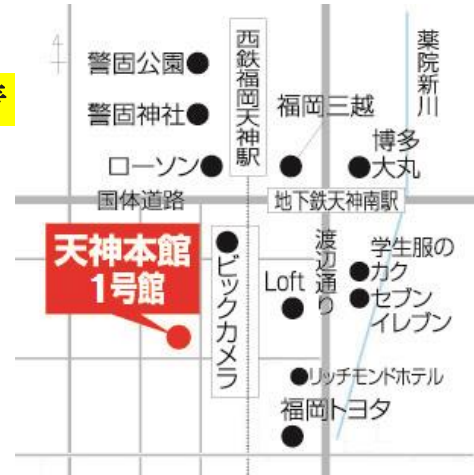 西鉄福岡天神駅
薬院新川
警固公園
警固神社
福岡三越
ローソン
博多
大丸
国体道路
地下鉄天神南駅
天神本館
1号館
ビックカメラ
渡辺通り
Loft
学生服の
カク
セブン
イレブン
リッチモンドホテル
福岡トヨタ